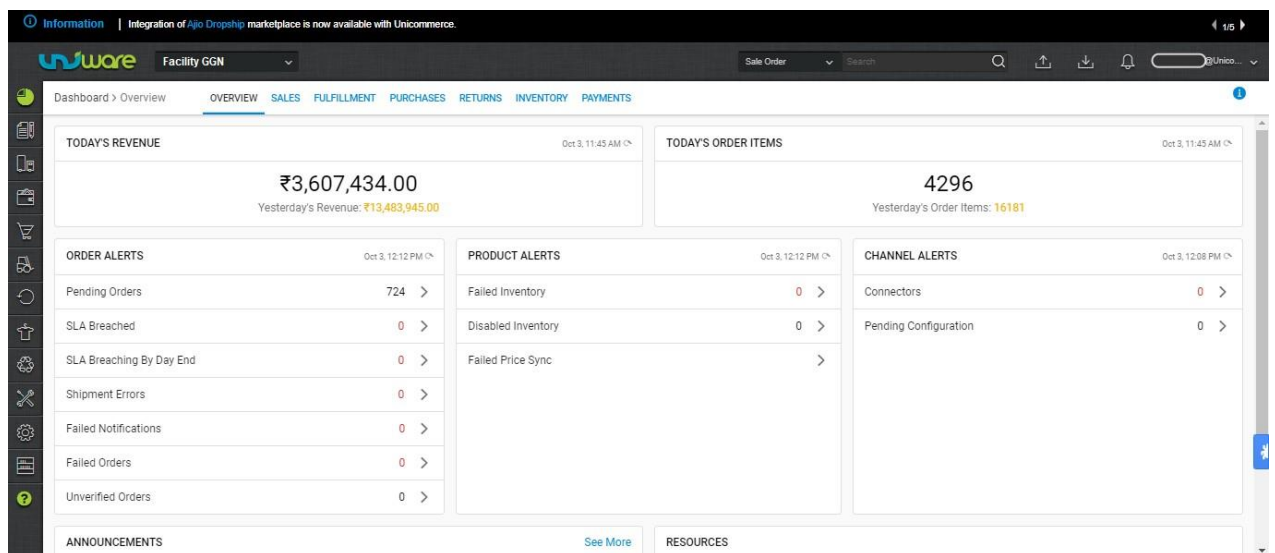 Information | Integration of Ajio Dropship marketplace is now available with Unicommerce.
1/5
uniware
Facility GGN
Sale Order
Search
@Unico...
Dashboard > Overview
OVERVIEW SALES FULFILLMENT PURCHASES RETURNS INVENTORY PAYMENTS
TODAY'S REVENUE
Oct 3, 11:45 AM
₹3,607,434.00
Yesterday's Revenue: ₹13,483,945.00
TODAY'S ORDER ITEMS
Oct 3, 11:45 AM
4296
Yesterday's Order Items: 16181
ORDER ALERTS
Oct 3, 12:12 PM
Pending Orders 724
SLA Breached 0
SLA Breaching By Day End 0
Shipment Errors 0
Failed Notifications 0
Failed Orders 0
Unverified Orders 0
PRODUCT ALERTS
Oct 3, 12:12 PM
Failed Inventory 0
Disabled Inventory 0
Failed Price Sync
CHANNEL ALERTS
Oct 3, 12:08 PM
Connectors 0
Pending Configuration 0
ANNOUNCEMENTS
See More
RESOURCES